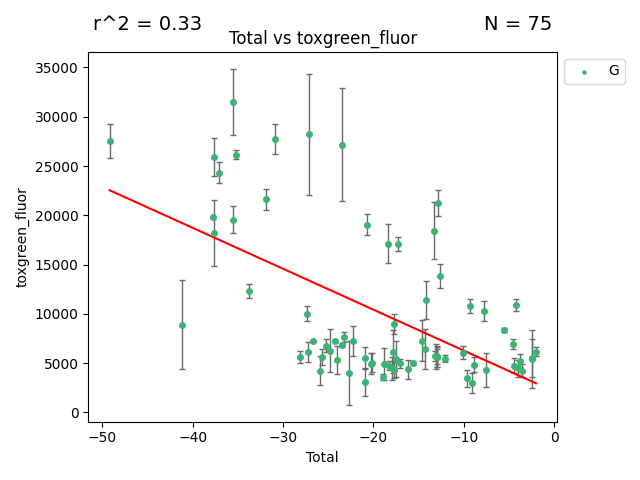 r^2 = 0.33
N = 75
Total vs toxgreen_fluor
G
toxgreen_fluor
35000
30000
25000
20000
15000
10000
5000
0
−50
−40
−30
−20
−10
0
Total